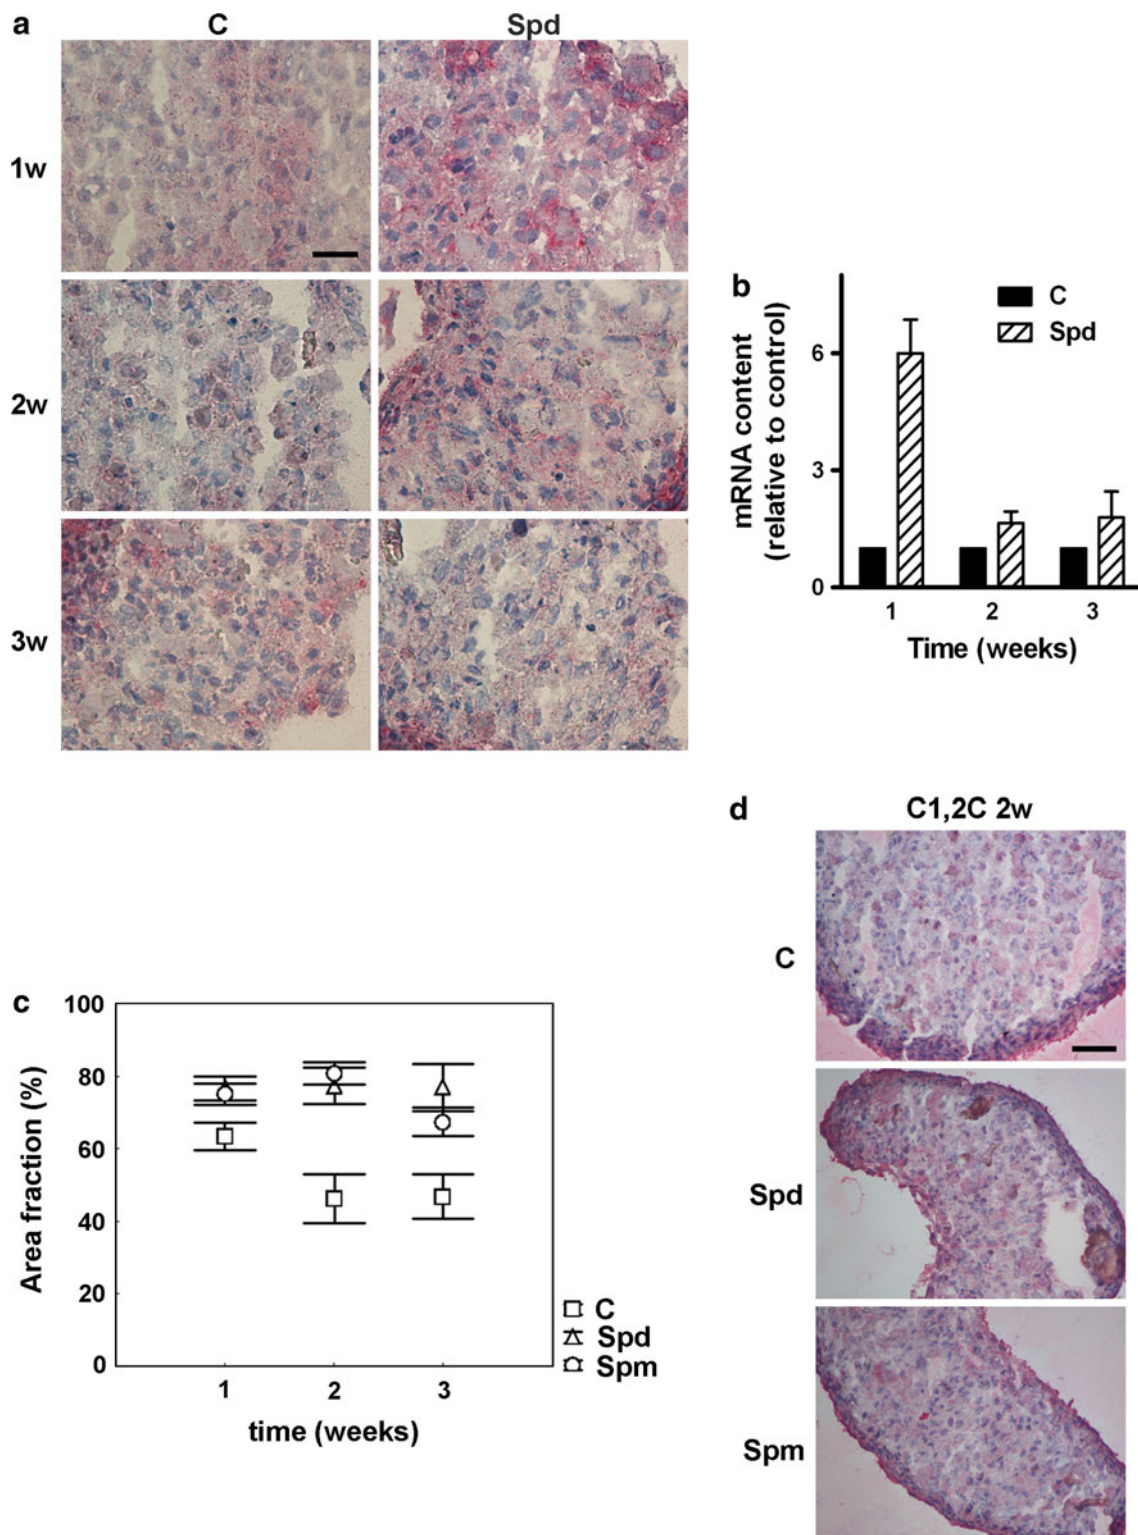 a
C Spd
1w
2w
3w
b
C
Spd
mRNA content
(relative to control)
6
3
0
1 2 3
Time (weeks)
c
Area fraction (%)
100
80
60
40
20
0
1 2 3
time (weeks)
C
Spd
Spm
d
C1,2C 2w
C
Spd
Spm